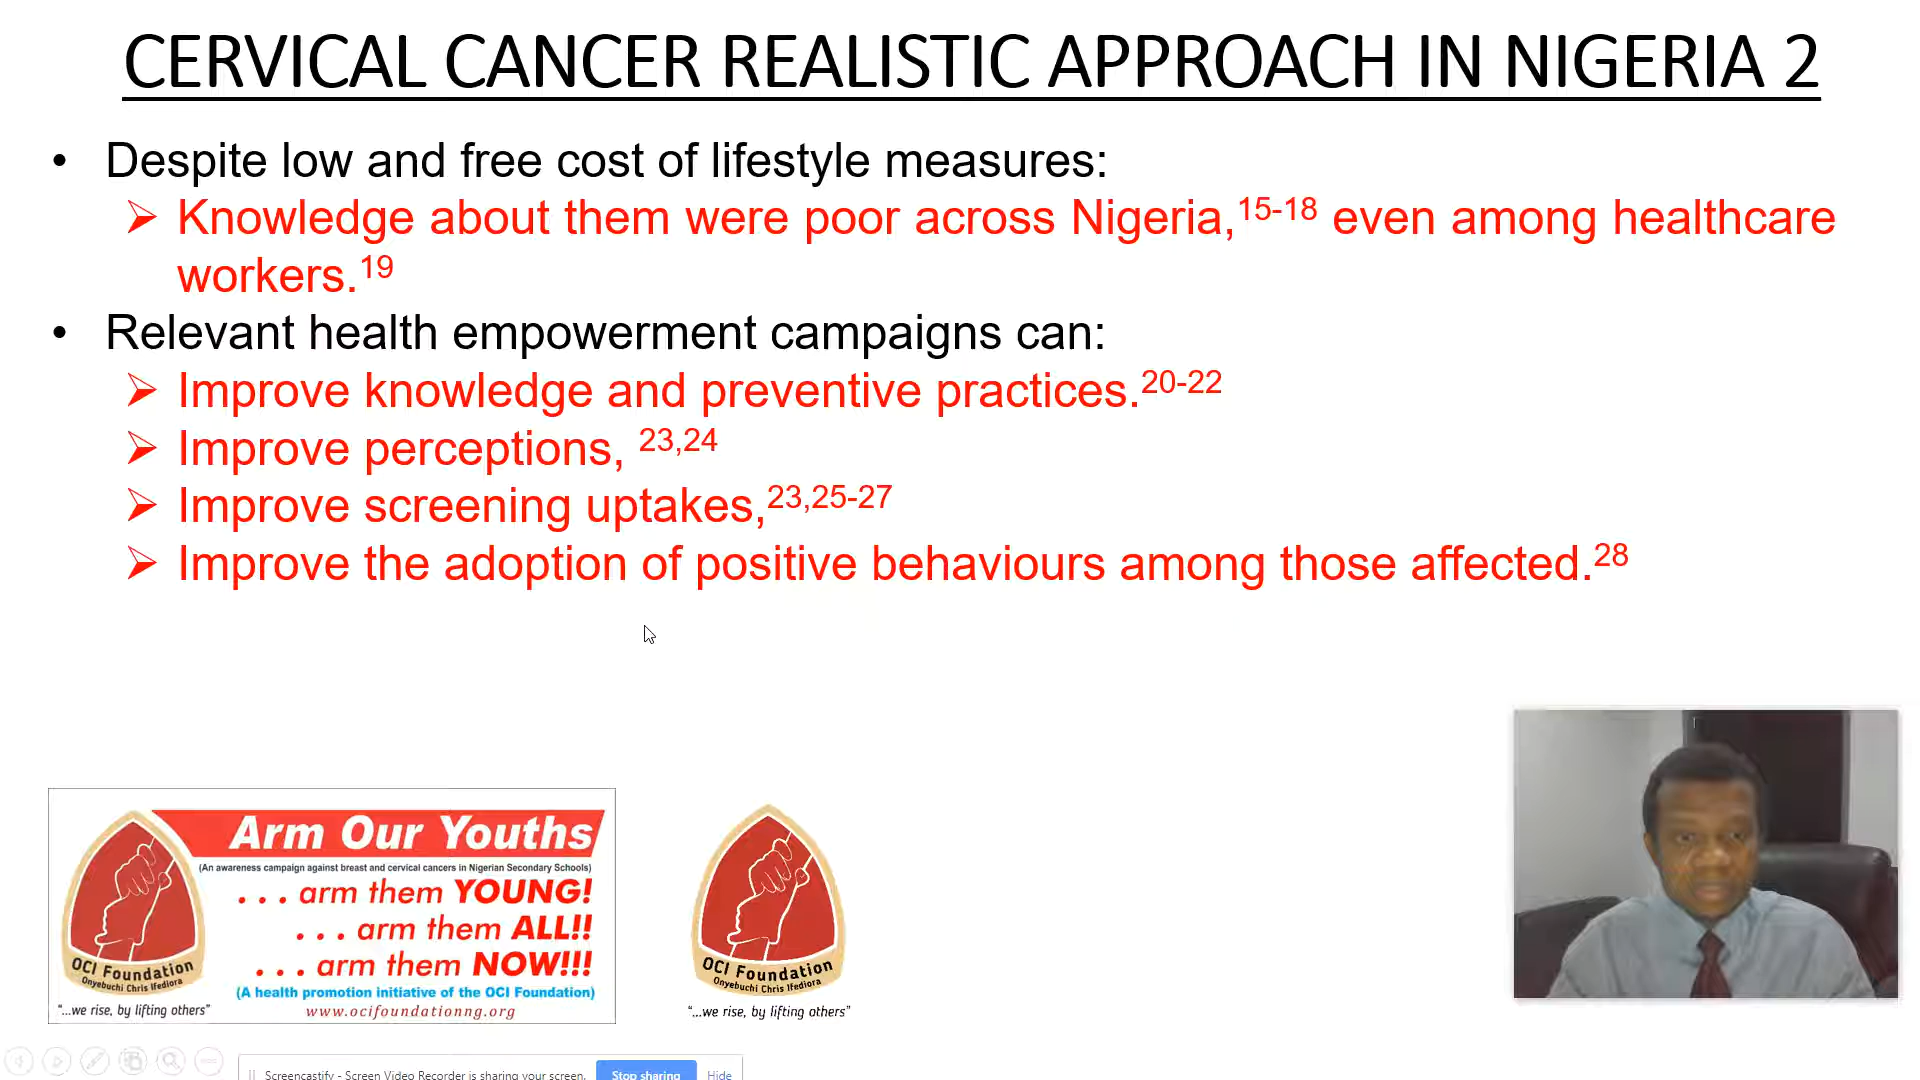 CERVICAL CANCER REALISTIC APPROACH IN NIGERIA 2
• Despite low and free cost of lifestyle measures:
➢ Knowledge about them were poor across Nigeria,15-18 even among healthcare
workers.19
• Relevant health empowerment campaigns can:
➢ Improve knowledge and preventive practices.20-22
➢ Improve perceptions, 23,24
➢ Improve screening uptakes,23,25-27
➢ Improve the adoption of positive behaviours among those affected.28
Arm Our Youths
(An awareness campaign against breast and cervical cancers in Nigerian Secondary Schools)
. . . arm them YOUNG!
. . . arm them ALL!!
. . . arm them NOW!!!
(A health promotion initiative of the OCI Foundation)
www.ocifoundationng.org
OCI Foundation
Onyebuchi Chris Ifediora
“...we rise, by lifting others”
OCI Foundation
Onyebuchi Chris Ifediora
“...we rise, by lifting others”
Screencastify - Screen Video Recorder is sharing your screen.
Stop sharing
Hide